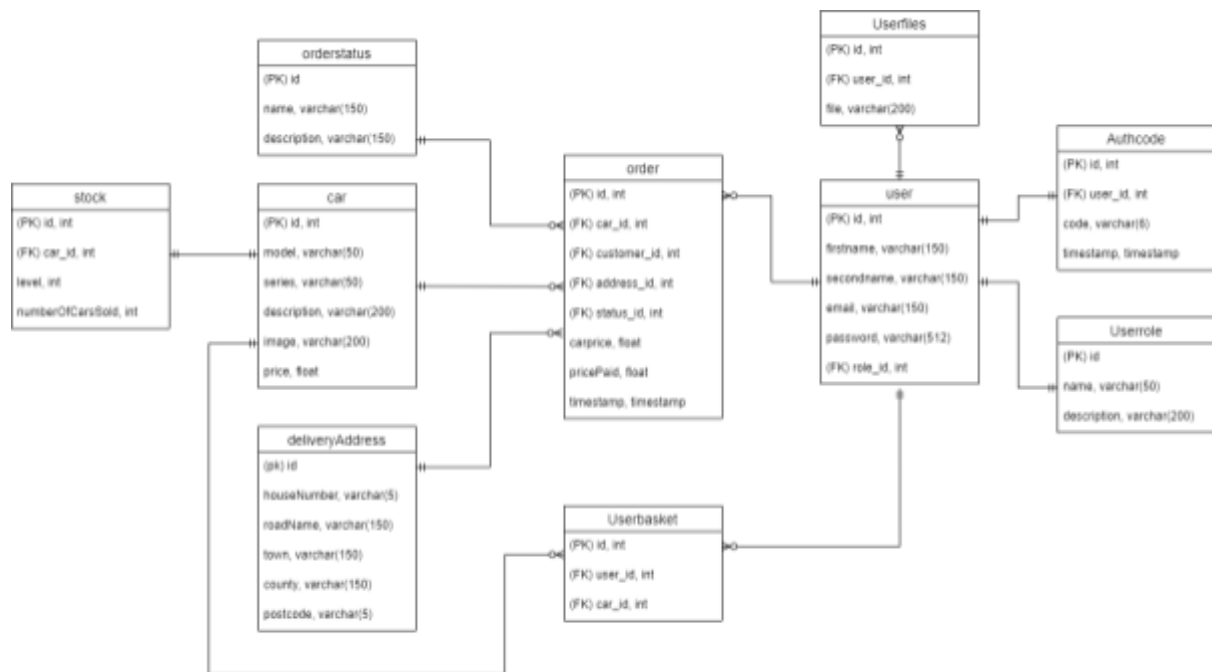 Userfiles
(PK) id, int
(FK) user_id, int
file, varchar(200)
orderstatus
(PK) id
name, varchar(150)
description, varchar(150)
Authcode
(PK) id, int
(FK) user_id, int
code, varchar(6)
timestamp, timestamp
order
(PK) id, int
(FK) car_id, int
(FK) customer_id, int
(FK) address_id, int
(FK) status_id, int
carprice, float
pricePaid, float
timestamp, timestamp
user
(PK) id, int
firstname, varchar(150)
secondname, varchar(150)
email, varchar(150)
password, varchar(512)
(FK) role_id, int
stock
(PK) id, int
(FK) car_id, int
level, int
numberOfCarsSold, int
car
(PK) id, int
model, varchar(50)
series, varchar(50)
description, varchar(200)
image, varchar(200)
price, float
Userrole
(PK) id
name, varchar(50)
description, varchar(200)
deliveryAddress
(pk) id
houseNumber, varchar(5)
roadName, varchar(150)
town, varchar(150)
county, varchar(150)
postcode, varchar(5)
Userbasket
(PK) id, int
(FK) user_id, int
(FK) car_id, int